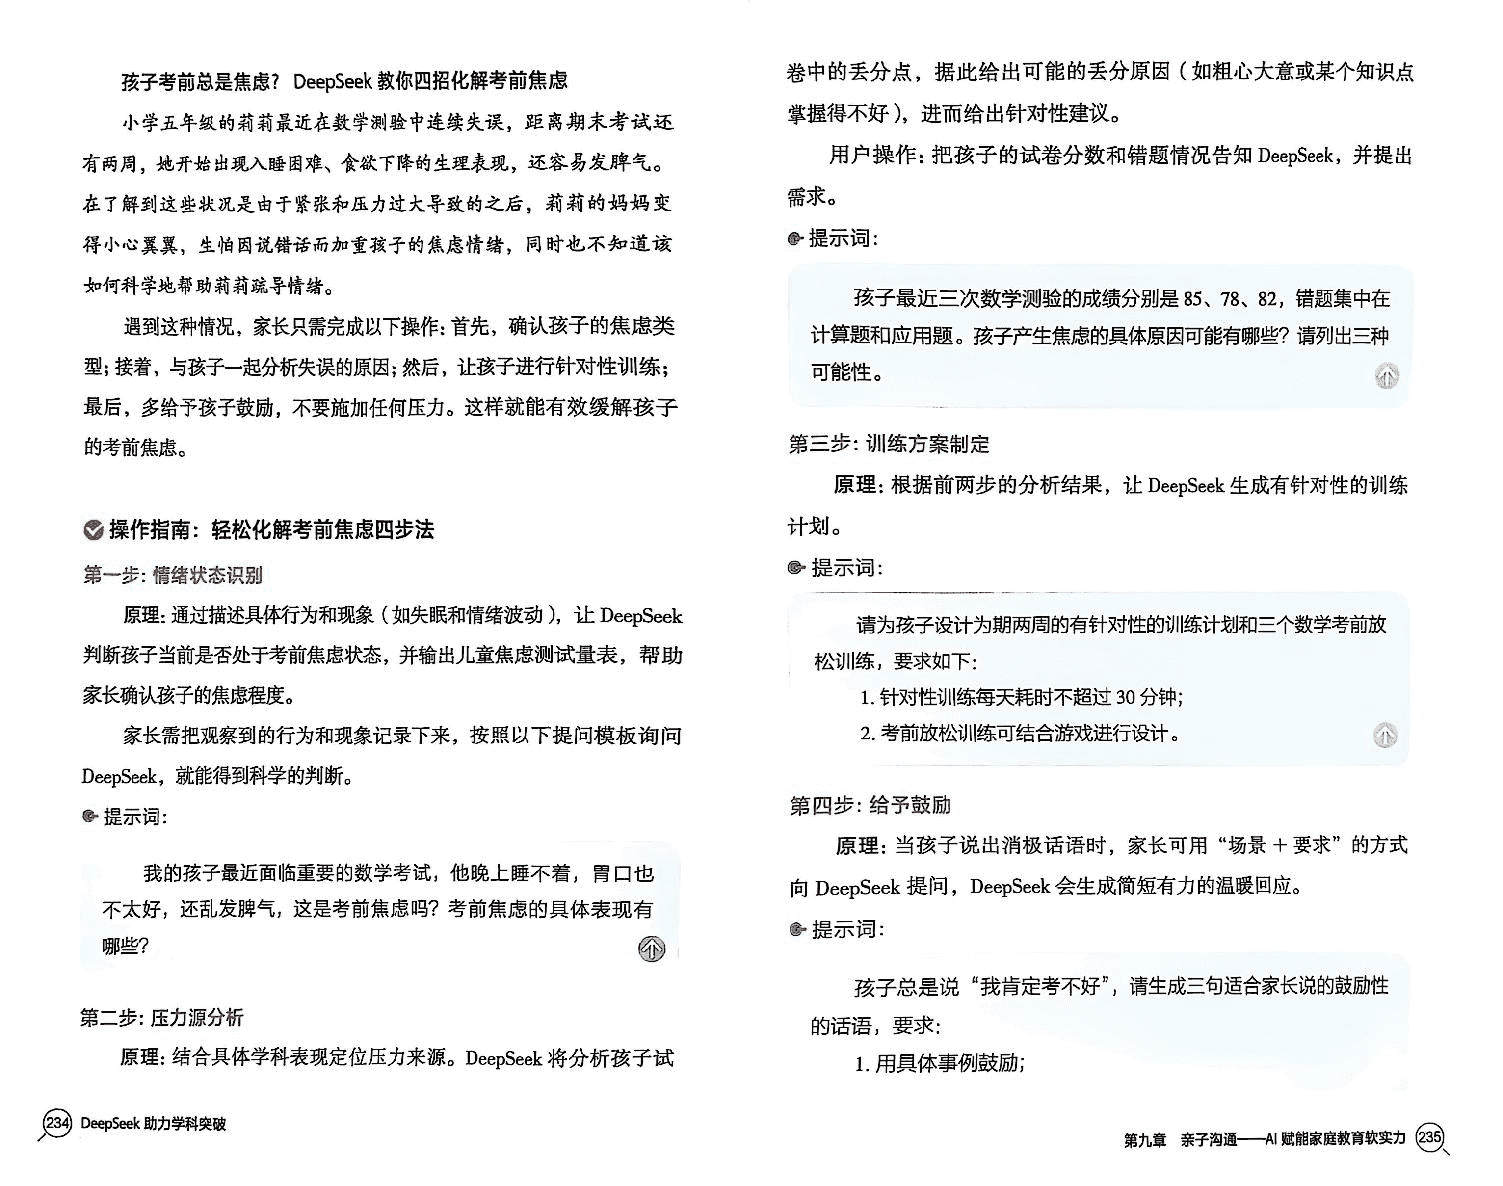 孩子考前总是焦虑？DeepSeek 教你四招化解考前焦虑
小学五年级的莉莉最近在数学测验中连续失误，距离期末考试还
有两周，她开始出现入睡困难、食欲下降的生理表现，还容易发脾气。
在了解到这些状况是由于紧张和压力过大导致的之后，莉莉的妈妈变
得小心翼翼，生怕因说错话而加重孩子的焦虑情绪，同时也不知道该
如何科学地帮助莉莉疏导情绪。
遇到这种情况，家长只需完成以下操作：首先，确认孩子的焦虑类
型；接着，与孩子一起分析失误的原因；然后，让孩子进行针对性训练；
最后，多给予孩子鼓励，不要施加任何压力。这样就能有效缓解孩子
的考前焦虑。
操作指南：轻松化解考前焦虑四步法
第一步：情绪状态识别
原理：通过描述具体行为和现象（如失眠和情绪波动），让 DeepSeek
判断孩子当前是否处于考前焦虑状态，并输出儿童焦虑测试量表，帮助
家长确认孩子的焦虑程度。
家长需把观察到的行为和现象记录下来，按照以下提问模板询问
DeepSeek，就能得到科学的判断。
提示词：
我的孩子最近面临重要的数学考试，他晚上睡不着，胃口也
不太好，还乱发脾气，这是考前焦虑吗？考前焦虑的具体表现有
哪些？
第二步：压力源分析
原理：结合具体学科表现定位压力来源。DeepSeek 将分析孩子试
234 DeepSeek 助力学科突破
卷中的丢分点，据此给出可能的丢分原因（如粗心大意或某个知识点
掌握得不好），进而给出针对性建议。
用户操作：把孩子的试卷分数和错题情况告知 DeepSeek，并提出
需求。
提示词：
孩子最近三次数学测验的成绩分别是 85、78、82，错题集中在
计算题和应用题。孩子产生焦虑的具体原因可能有哪些？请列出三种
可能性。
第三步：训练方案制定
原理：根据前两步的分析结果，让 DeepSeek 生成有针对性的训练
计划。
提示词：
请为孩子设计为期两周的有针对性的训练计划和三个数学考前放
松训练，要求如下：
1. 针对性训练每天耗时不超过 30 分钟；
2. 考前放松训练可结合游戏进行设计。
第四步：给予鼓励
原理：当孩子说出消极话语时，家长可用“场景 + 要求”的方式
向 DeepSeek 提问，DeepSeek 会生成简短有力的温暖回应。
提示词：
孩子总是说“我肯定考不好”，请生成三句适合家长说的鼓励性
的话语，要求：
1. 用具体事例鼓励；
第九章 亲子沟通——AI 赋能家庭教育软实力 235